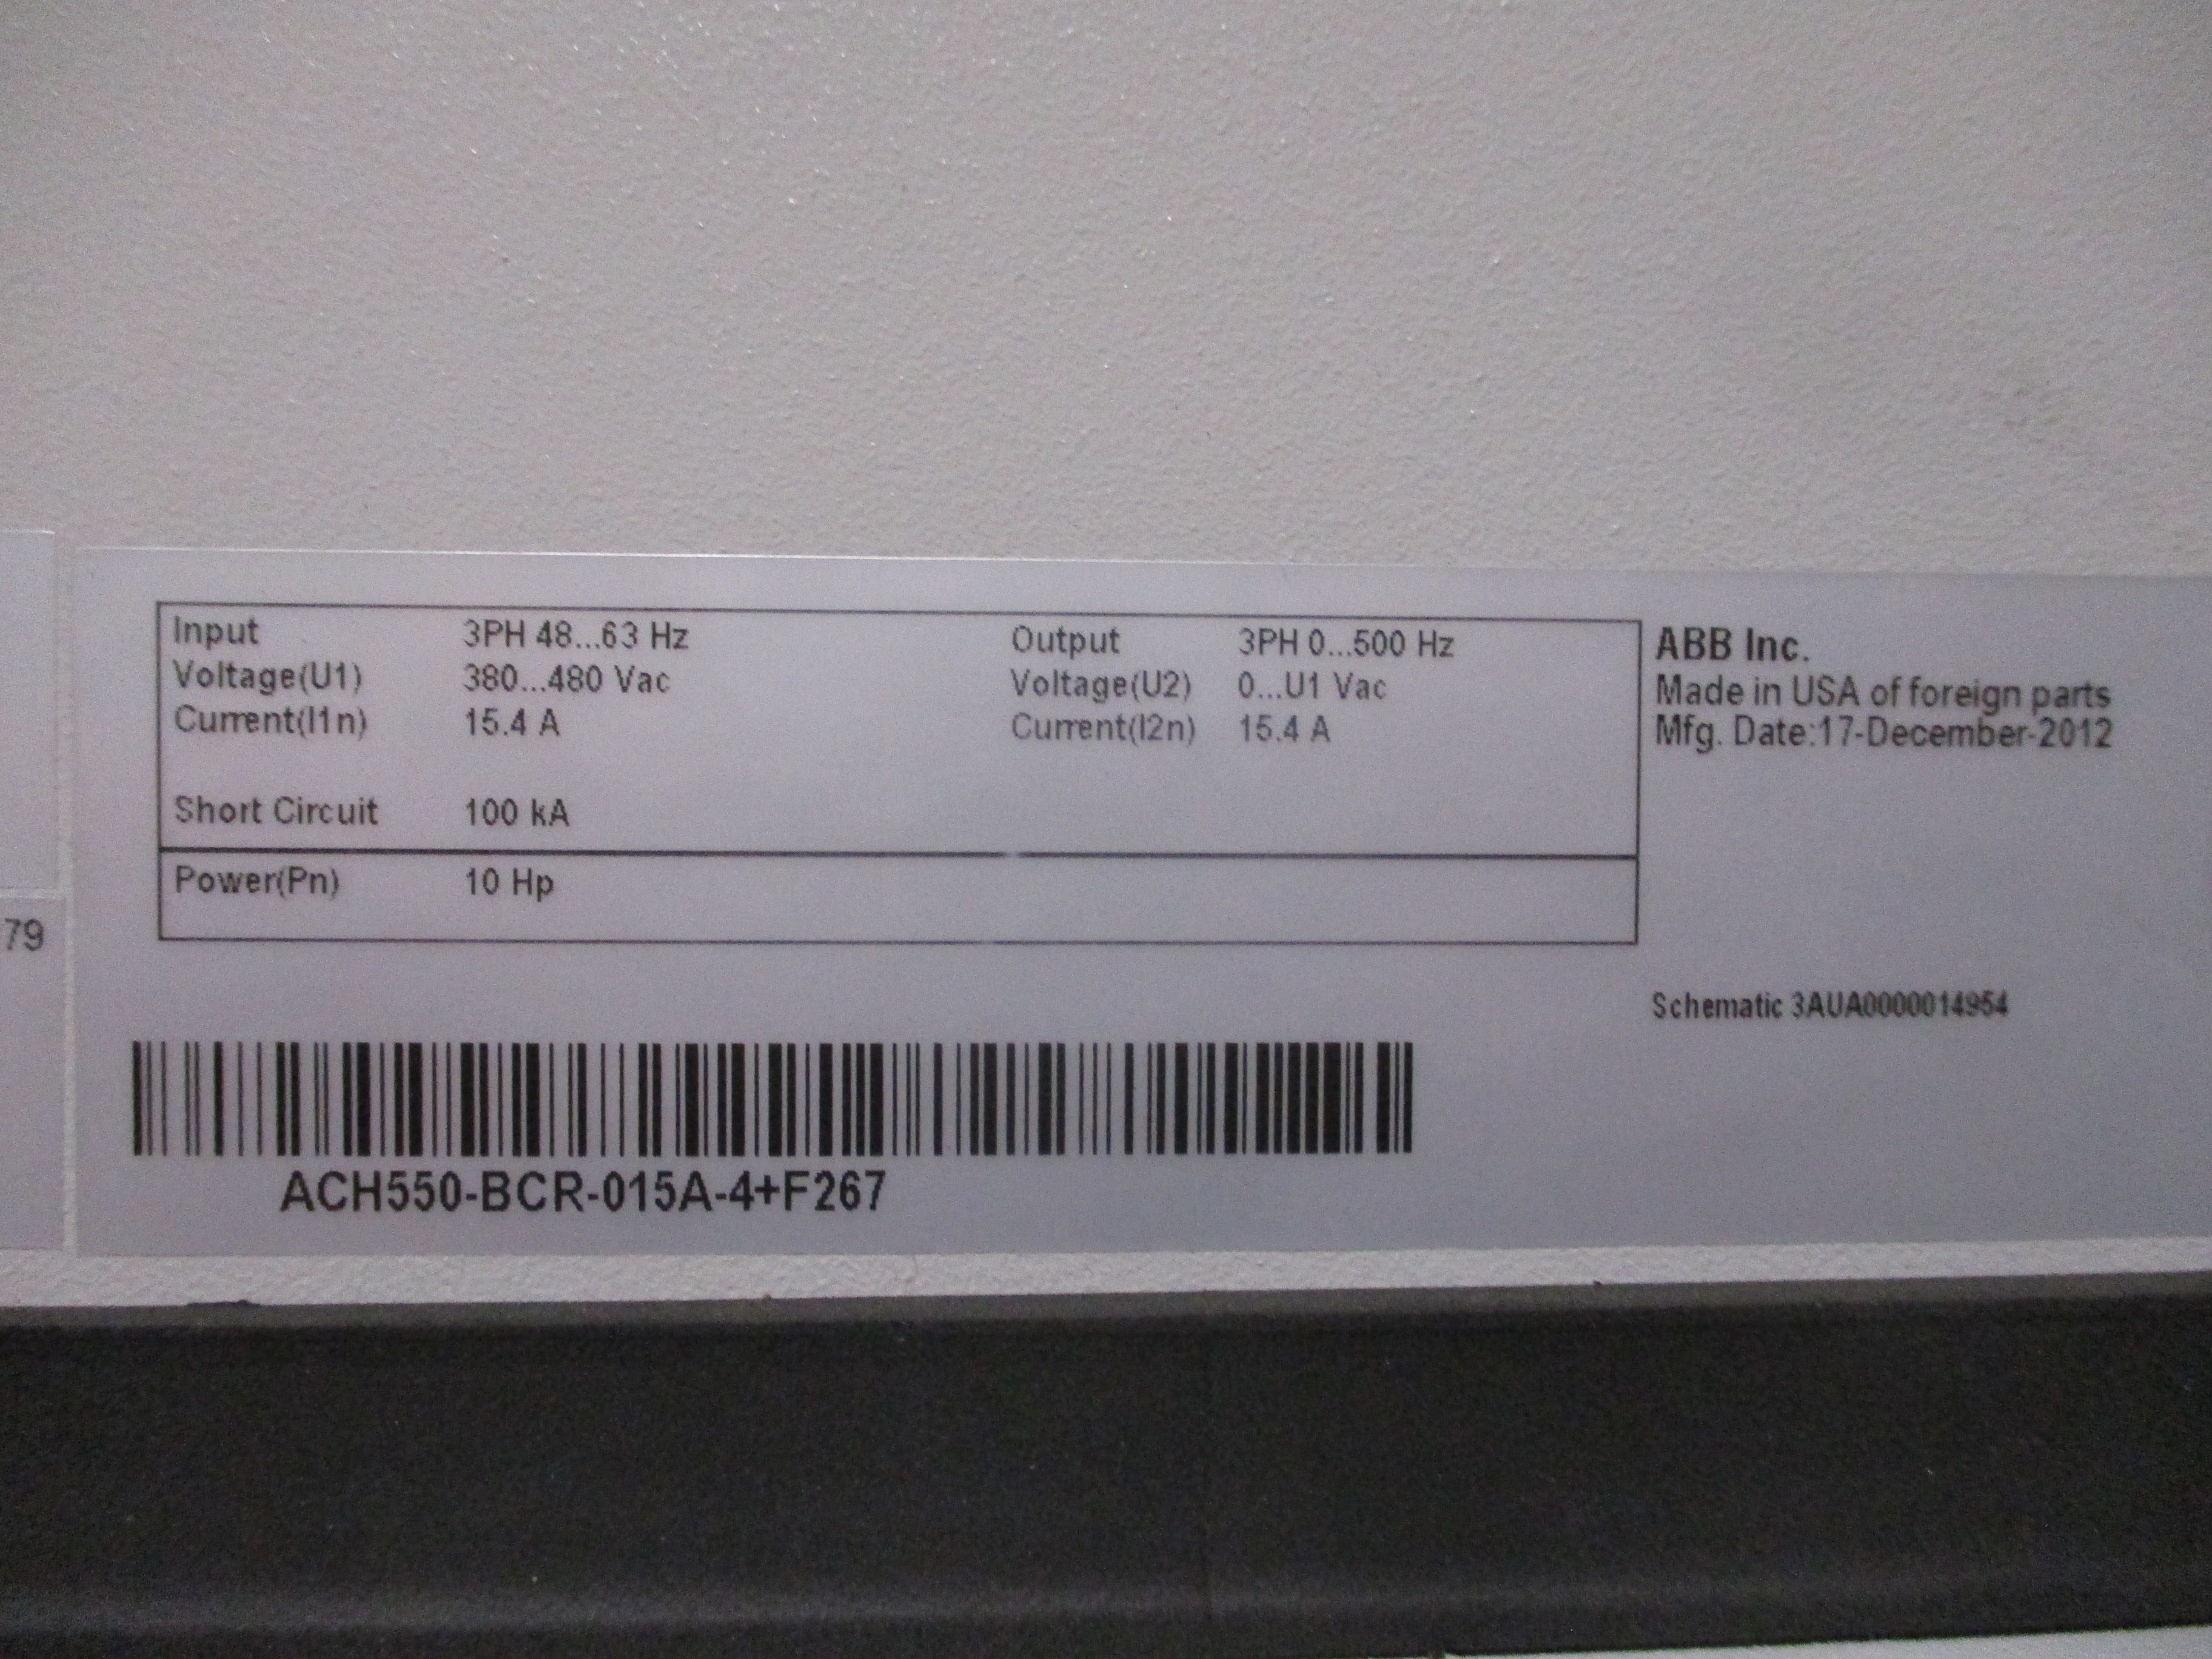 Input 3PH 48...63 Hz Output 3PH 0...500 Hz
Voltage(U1) 380...480 Vac Voltage(U2) 0...U1 Vac
Current(I1n) 15.4 A Current(I2n) 15.4 A
Short Circuit 100 kA
Power(Pn) 10 Hp
ABB Inc.
Made in USA of foreign parts
Mfg. Date:17-December-2012
79
Schematic 3AUA0000014954
ACH550-BCR-015A-4+F267